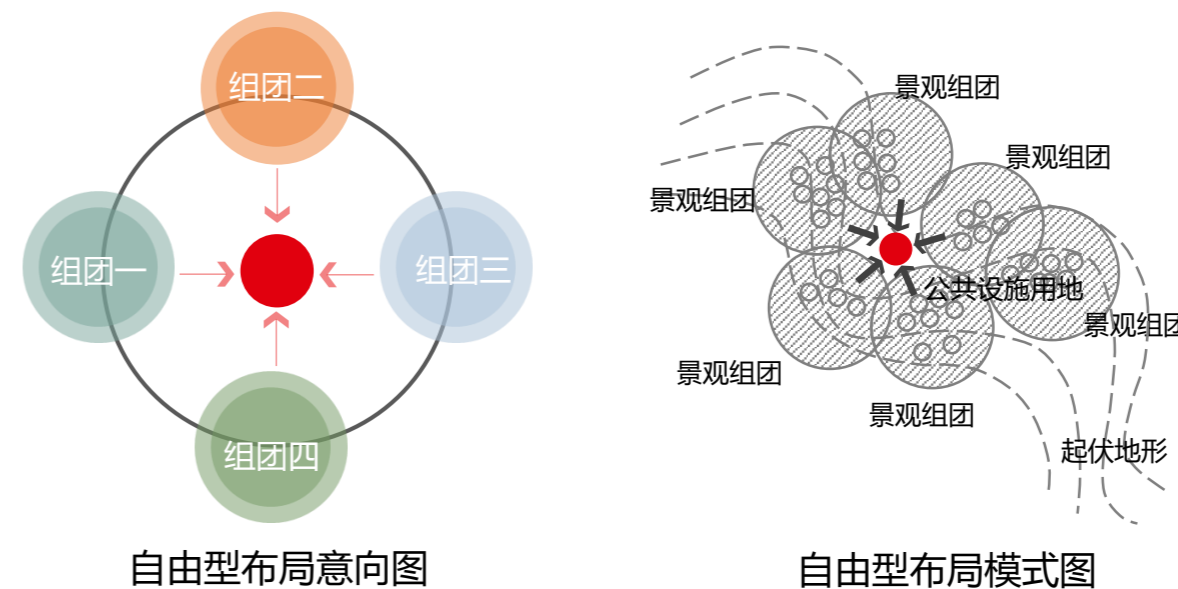 组团二
组团一
组团三
组团四
自由型布局意向图
景观组团
景观组团
景观组团
公共设施用地
景观组团
景观组团
景观组团
起伏地形
自由型布局模式图